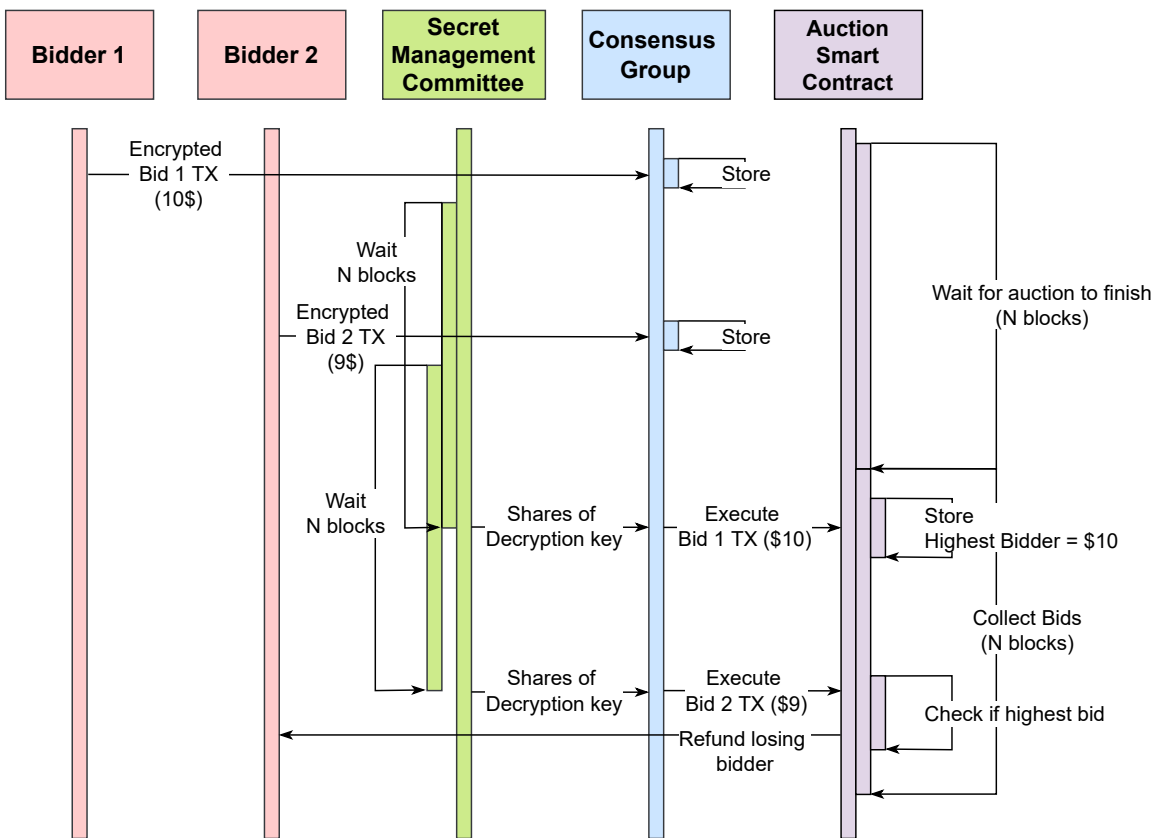 Bidder 1
Bidder 2
Secret
Management
Committee
Consensus
Group
Auction
Smart
Contract
Encrypted
Bid 1 TX
(10$)
Store
Wait
N blocks
Wait for auction to finish
(N blocks)
Encrypted
Bid 2 TX
(9$)
Store
Wait
N blocks
Shares of
Decryption key
Execute
Bid 1 TX ($10)
Store
Highest Bidder = $10
Collect Bids
(N blocks)
Shares of
Decryption key
Execute
Bid 2 TX ($9)
Check if highest bid
Refund losing
bidder